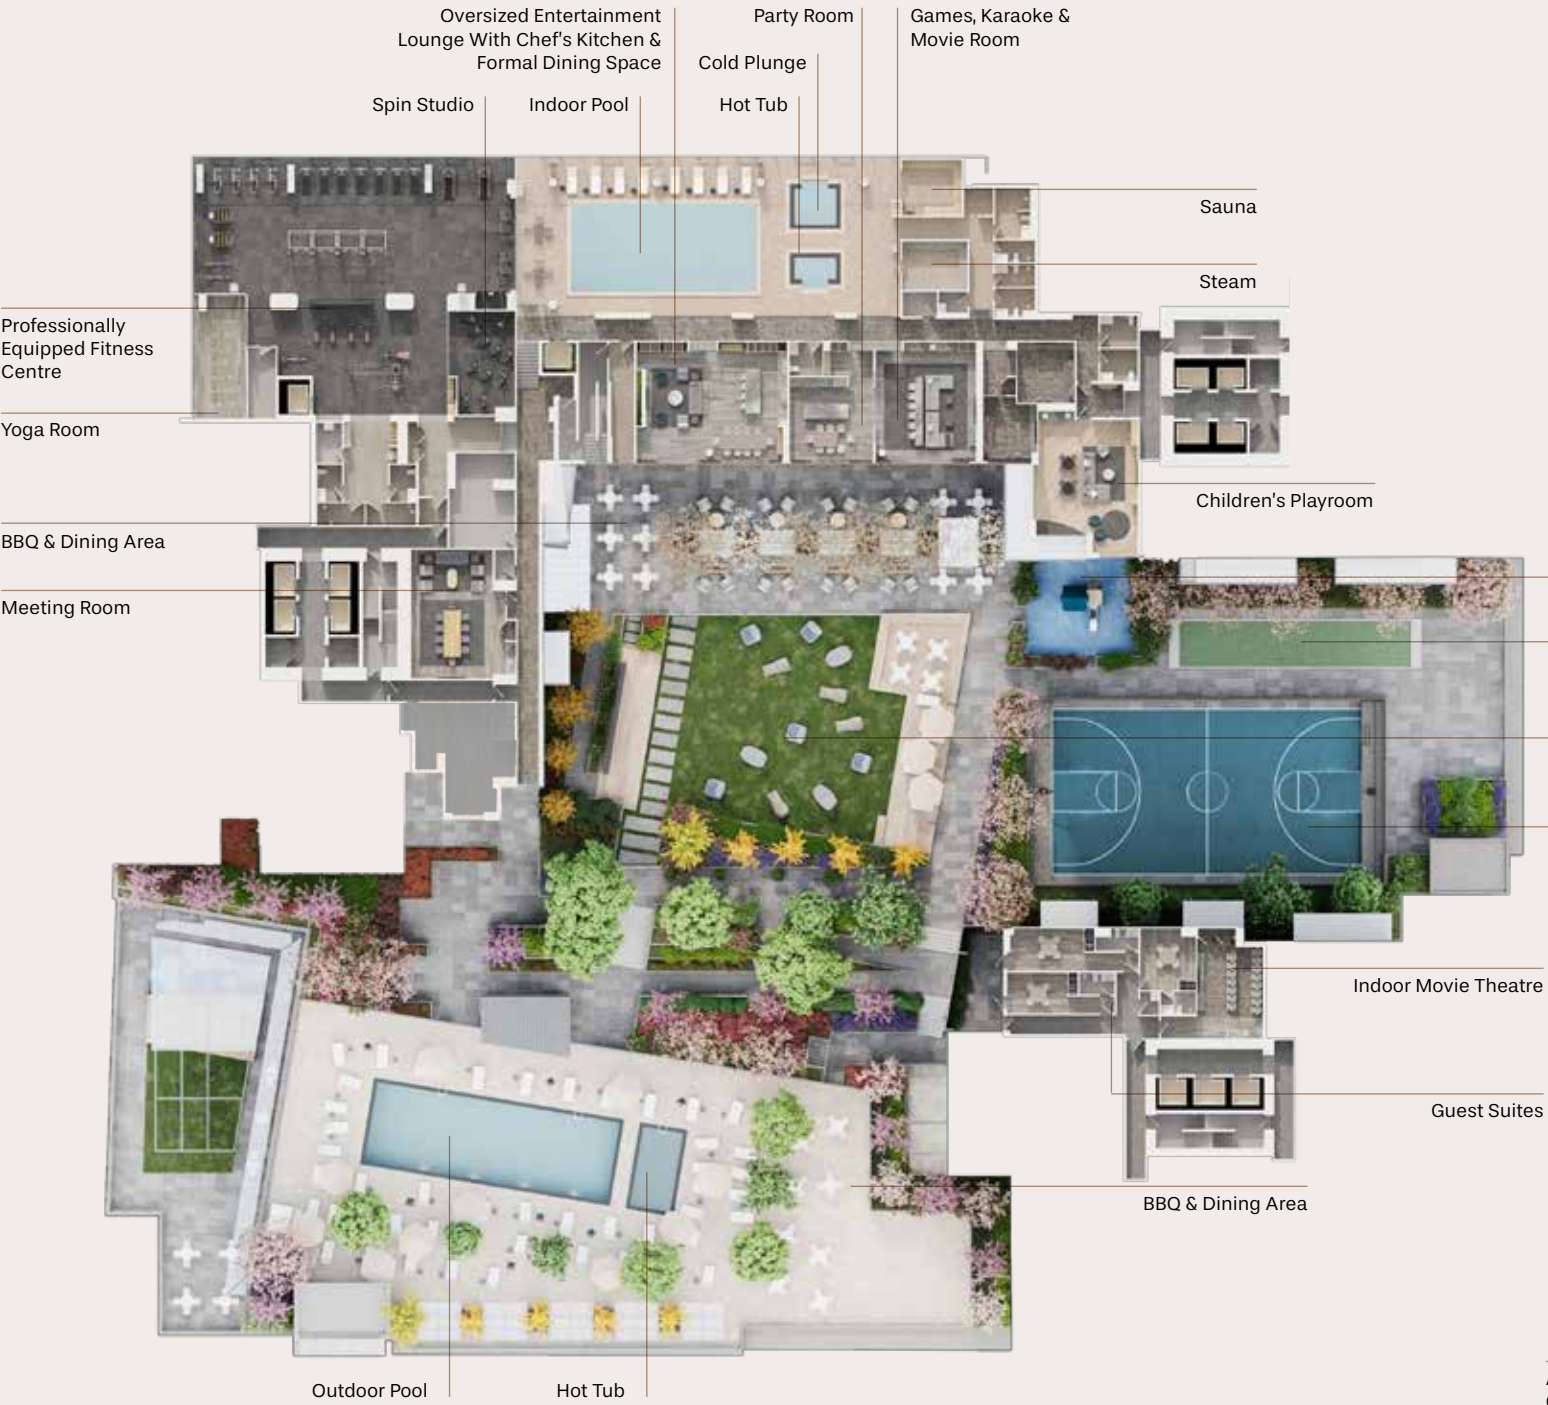 Oversized Entertainment
Lounge With Chef's Kitchen &
Formal Dining Space
Party Room
Games, Karaoke &
Movie Room
Cold Plunge
Spin Studio
Indoor Pool
Hot Tub
Sauna
Steam
Professionally
Equipped Fitness
Centre
Yoga Room
Children's Playroom
BBQ & Dining Area
Meeting Room
Indoor Movie Theatre
Guest Suites
BBQ & Dining Area
Outdoor Pool
Hot Tub